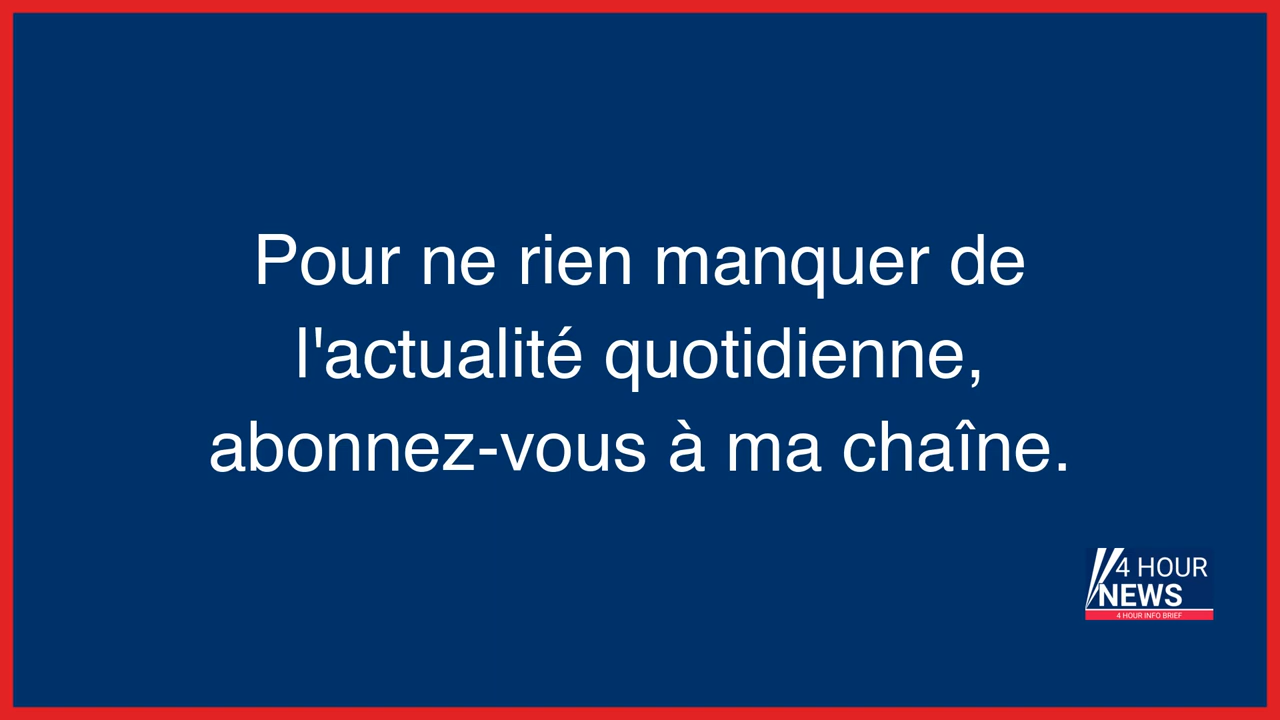 Pour ne rien manquer de
l'actualité quotidienne,
abonnez-vous à ma chaîne.
4 HOUR
NEWS
4 HOUR INFO BRIEF